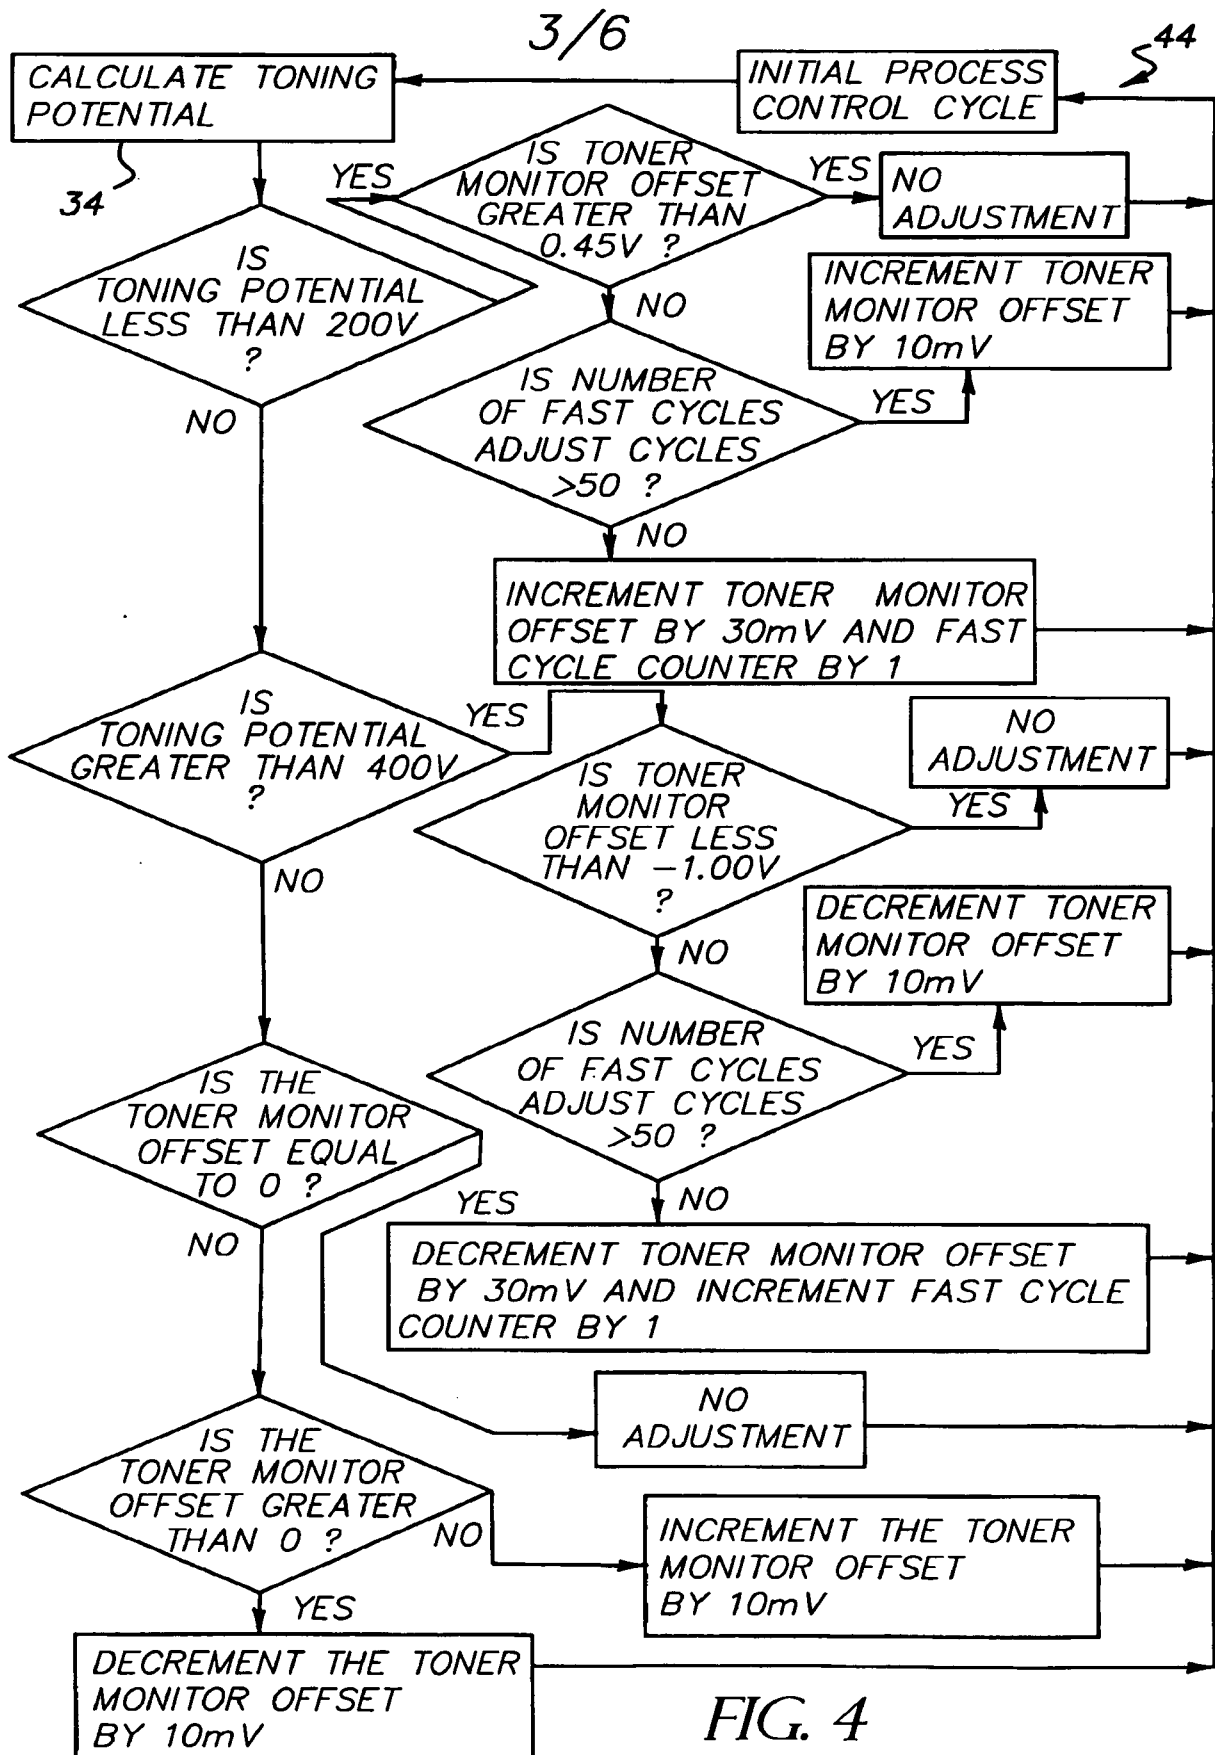 3/6
44
CALCULATE TONING
POTENTIAL
INITIAL PROCESS
CONTROL CYCLE
34
YES
IS TONER
MONITOR OFFSET
GREATER THAN
0.45V ?
YES
NO
ADJUSTMENT
IS
TONING POTENTIAL
LESS THAN 200V
?
NO
INCREMENT TONER
MONITOR OFFSET
BY 10mV
IS NUMBER
OF FAST CYCLES
ADJUST CYCLES
>50 ?
YES
NO
NO
INCREMENT TONER MONITOR
OFFSET BY 30mV AND FAST
CYCLE COUNTER BY 1
IS
TONING POTENTIAL
GREATER THAN 400V
?
YES
NO
ADJUSTMENT
IS TONER
MONITOR
OFFSET LESS
THAN -1.00V
?
YES
NO
NO
DECREMENT TONER
MONITOR OFFSET
BY 10mV
IS NUMBER
OF FAST CYCLES
ADJUST CYCLES
>50 ?
YES
IS THE
TONER MONITOR
OFFSET EQUAL
TO 0 ?
YES
NO
NO
DECREMENT TONER MONITOR OFFSET
BY 30mV AND INCREMENT FAST CYCLE
COUNTER BY 1
NO
ADJUSTMENT
IS THE
TONER MONITOR
OFFSET GREATER
THAN 0 ?
NO
INCREMENT THE TONER
MONITOR OFFSET
BY 10mV
YES
DECREMENT THE TONER
MONITOR OFFSET
BY 10mV
FIG. 4